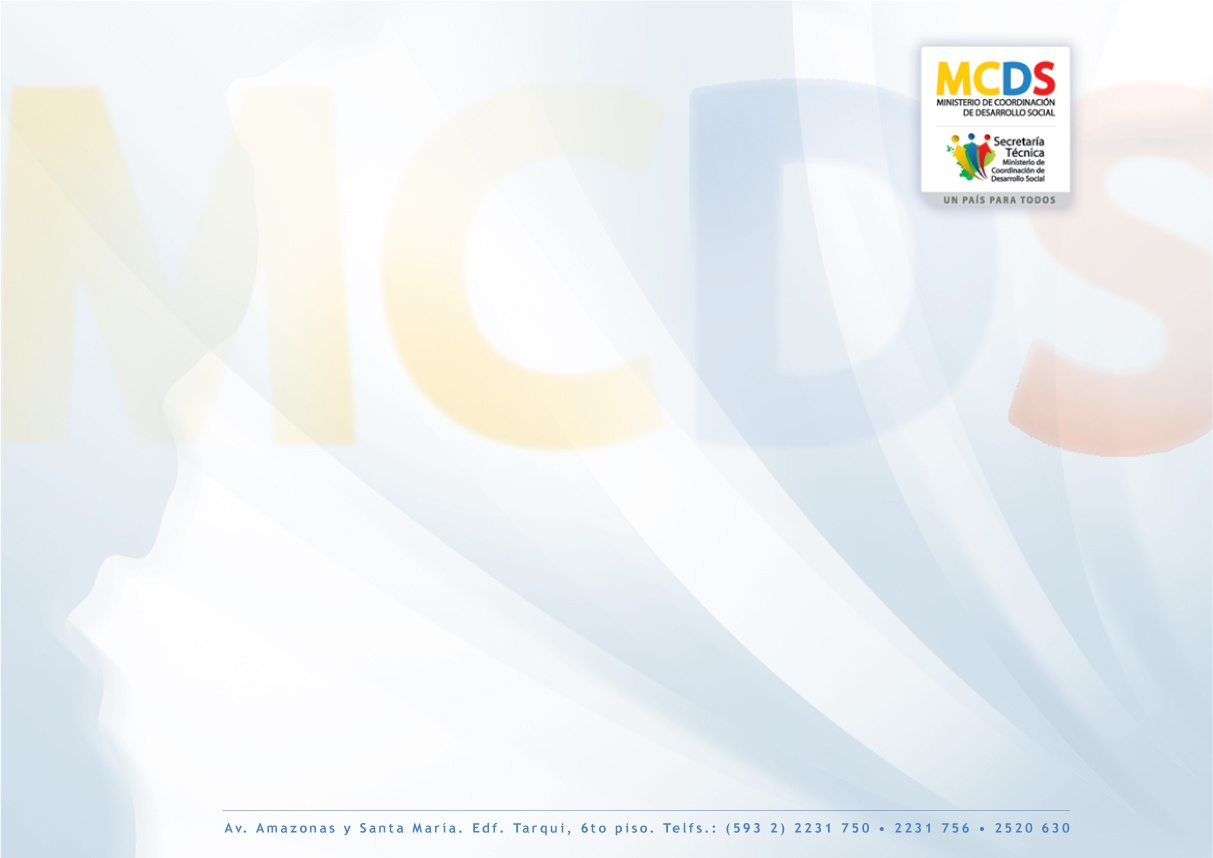 MCDS
MCDS
MINISTERIO DE COORDINACIÓN
DE DESARROLLO SOCIAL
Secretaría
Técnica
Ministerio de
Coordinación de
Desarrollo Social
UN PAÍS PARA TODOS
Av. Amazonas y Santa María. Edf. Tarqui, 6to piso. Telfs.: (593 2) 2231 750 • 2231 756 • 2520 630